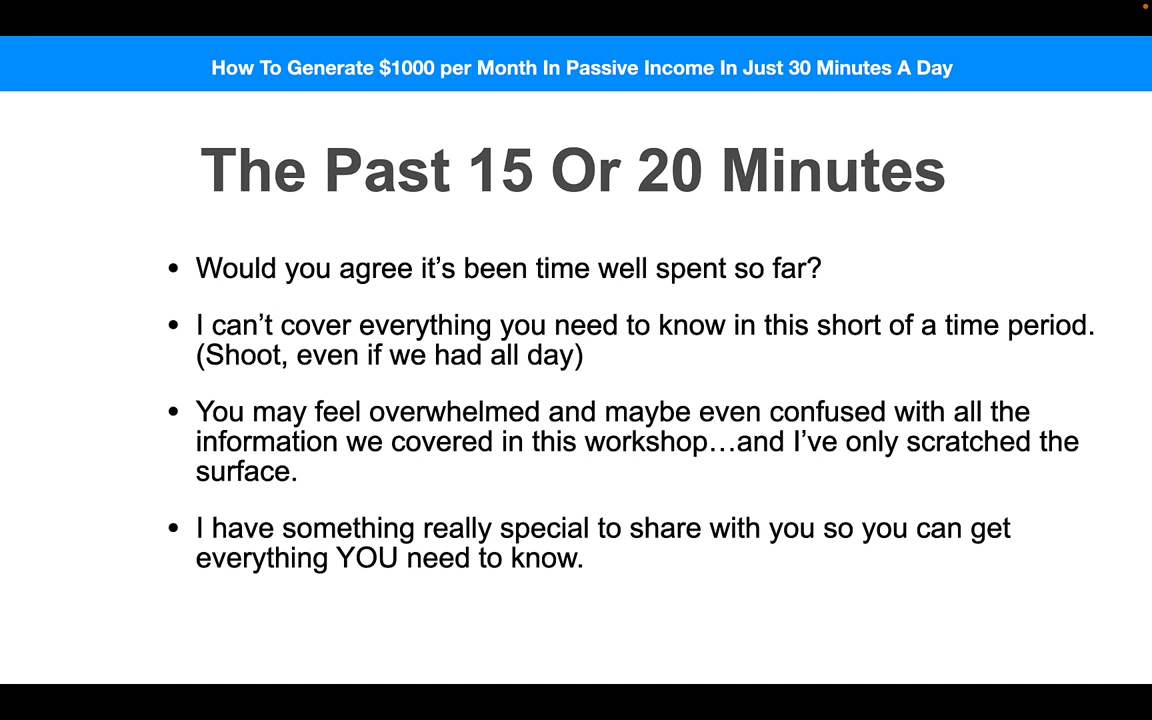 How To Generate $1000 per Month In Passive Income In Just 30 Minutes A Day
The Past 15 Or 20 Minutes
• Would you agree it’s been time well spent so far?
• I can’t cover everything you need to know in this short of a time period.
(Shoot, even if we had all day)
• You may feel overwhelmed and maybe even confused with all the
information we covered in this workshop…and I’ve only scratched the
surface.
• I have something really special to share with you so you can get
everything YOU need to know.